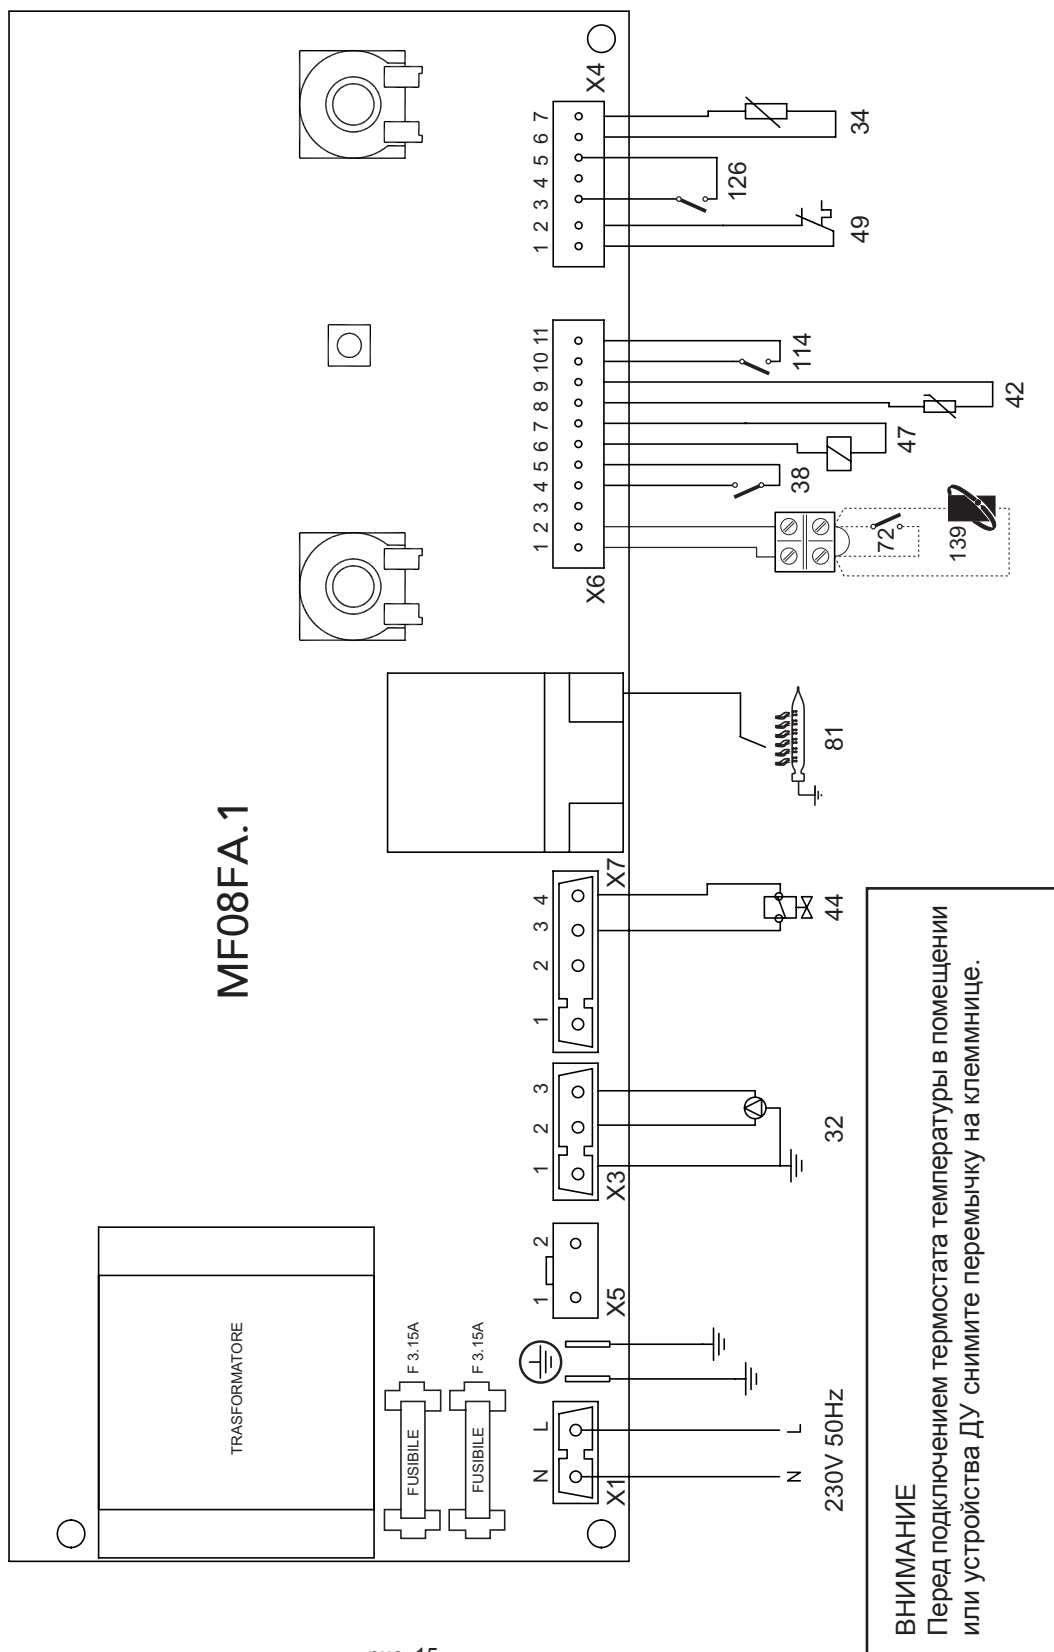 MF08FA.1
TRASFORMATORE
FUSIBILE
F 3.15A
FUSIBILE
F 3.15A
N L
X1
1 2
X5
1 2 3
X3
1 2 3 4
X7
1 2 3 4 5 6 7 8 9 10 11
X6
1 2 3 4 5 6 7
X4
N L
230V 50Hz
32
44
81
72
139
38
47
42
114
49
126
34
ВНИМАНИЕ
Перед подключением термостата температуры в помещении
или устройства ДУ снимите перемычку на клеммнице.